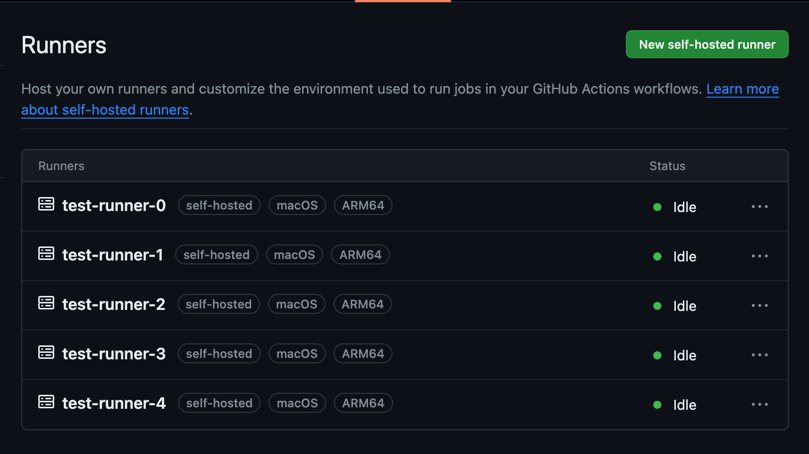 Runners
New self-hosted runner
Host your own runners and customize the environment used to run jobs in your GitHub Actions workflows. Learn more
about self-hosted runners.
Runners Status
test-runner-0 self-hosted macOS ARM64 Idle
test-runner-1 self-hosted macOS ARM64 Idle
test-runner-2 self-hosted macOS ARM64 Idle
test-runner-3 self-hosted macOS ARM64 Idle
test-runner-4 self-hosted macOS ARM64 Idle